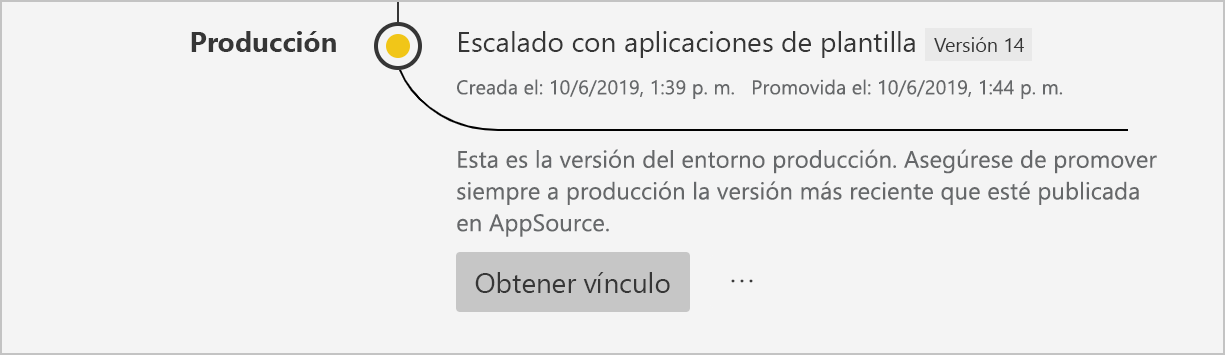 Producción
Escalado con aplicaciones de plantilla Versión 14
Creada el: 10/6/2019, 1:39 p. m. Promovida el: 10/6/2019, 1:44 p. m.
Esta es la versión del entorno producción. Asegúrese de promover
siempre a producción la versión más reciente que esté publicada
en AppSource.
Obtener vínculo ...